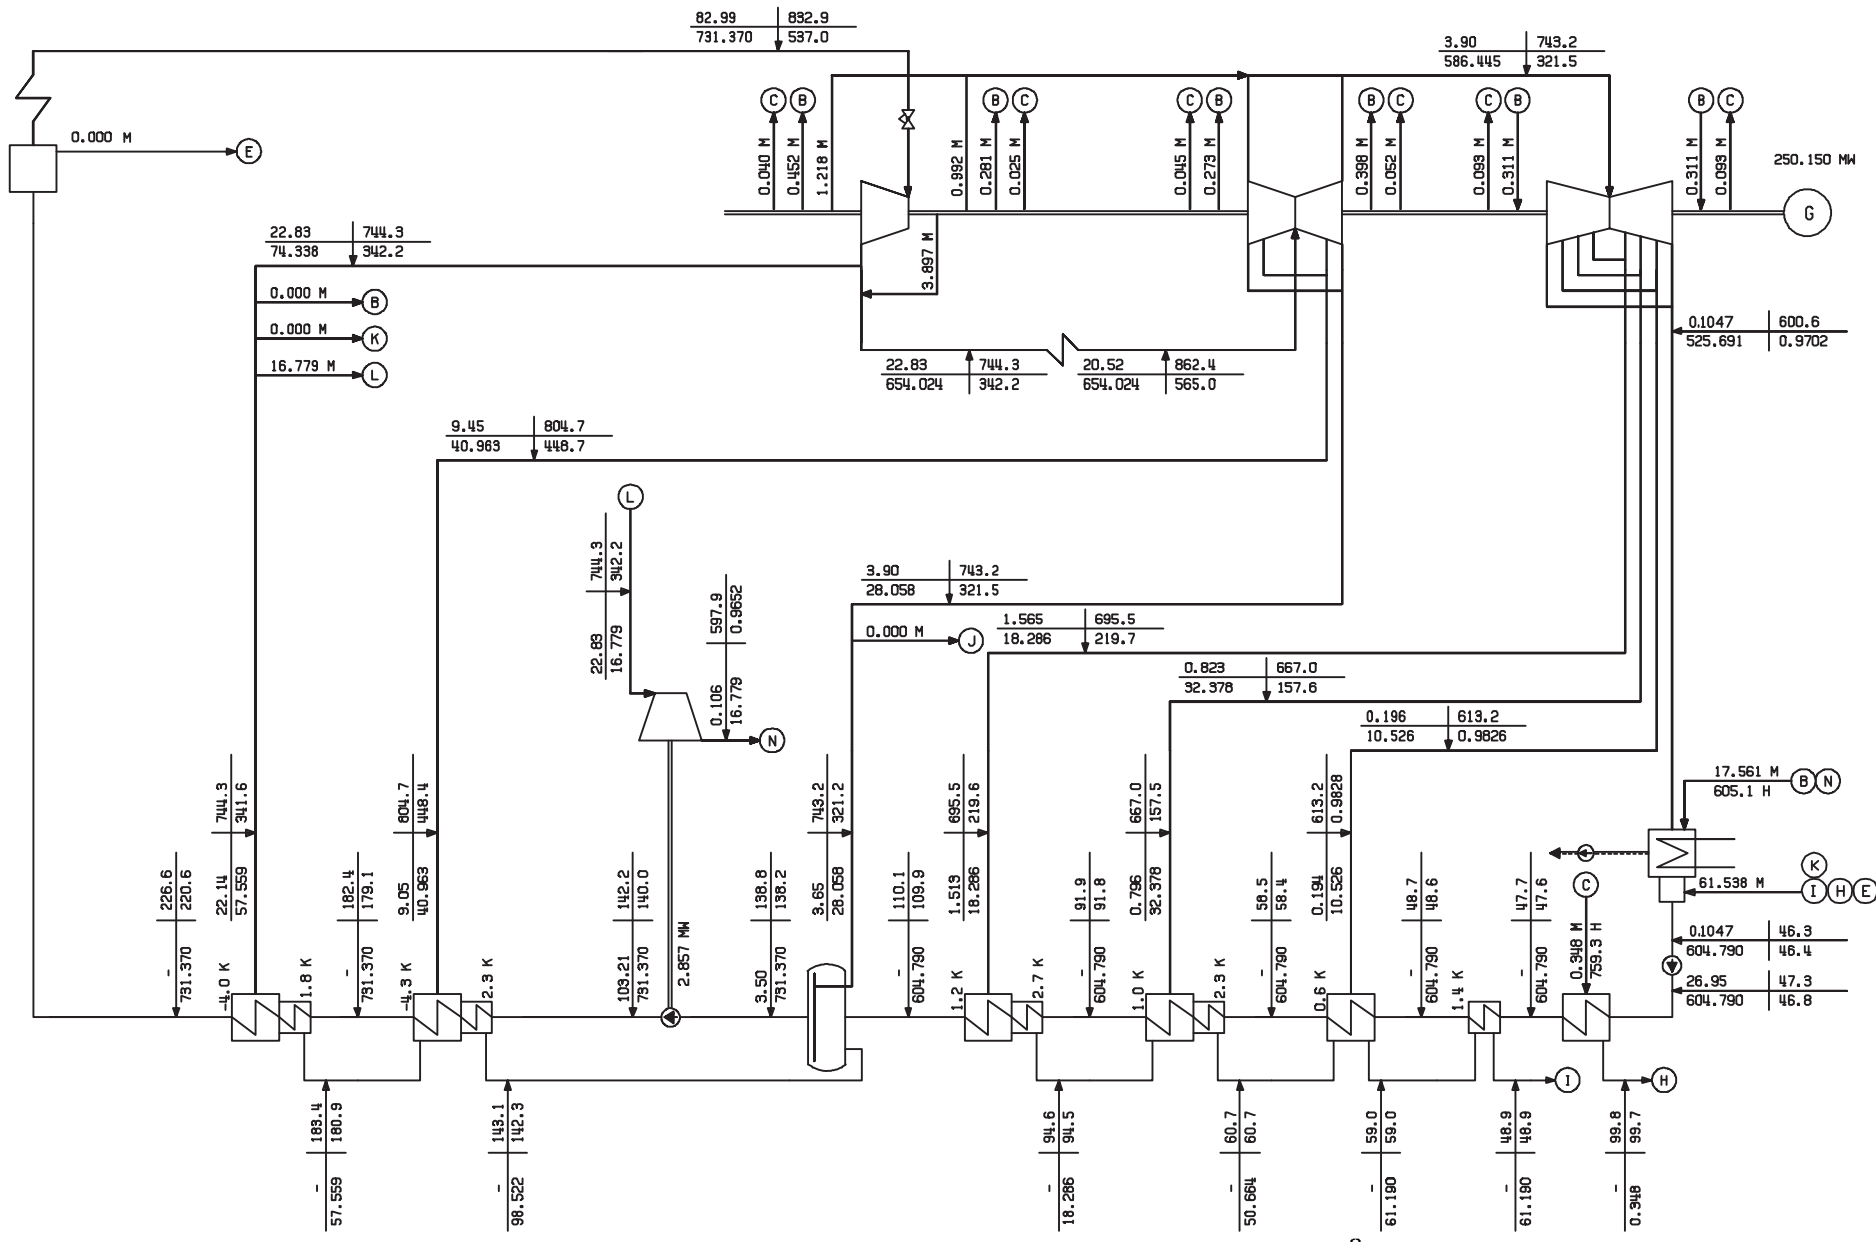 82.99 832.9
731.370 537.0
3.90 743.2
586.445 321.5
C B B C C B B C C B B C
0.040 M
0.452 M
1.218 M
0.992 M
0.281 M
0.025 M
0.045 M
0.273 M
0.398 M
0.052 M
0.093 M
0.311 M
0.311 M
0.093 M
250.150 MW
G
0.000 M E
22.83 744.3
74.338 342.2
3.897 M
0.000 M B
0.000 M K
16.779 M L
0.1047 600.6
525.691 0.9702
22.83 744.3
654.024 342.2
20.52 862.4
654.024 565.0
9.45 804.7
40.963 448.7
L
22.83 744.3
16.779 342.2
0.106 597.9
16.779 0.9652
N
3.90 743.2
28.058 321.5
0.000 M J
1.565 695.5
18.286 219.7
0.823 667.0
32.378 157.6
0.196 613.2
10.526 0.9826
17.561 M B N
605.1 H
K
61.538 M I H E
C
0.348 M
759.3 H
0.1047 46.3
604.790 46.4
26.95 47.3
604.790 46.8
- 226.6
731.370 220.6
22.14 744.3
57.559 341.6
-4.0 K
1.8 K
- 182.4
731.370 179.1
9.05 804.7
40.963 448.4
-4.3 K
2.3 K
103.21 142.2
731.370 140.0
2.857 MW
3.50 138.8
731.370 138.2
3.65 743.2
28.058 321.2
- 110.1
604.790 109.9
1.513 695.5
18.286 219.6
1.2 K
2.7 K
- 91.9
604.790 91.8
0.796 667.0
32.378 157.5
1.0 K
2.3 K
- 58.5
604.790 58.4
0.194 613.2
10.526 0.9828
0.6 K
- 48.7
604.790 48.6
1.4 K
- 47.7
604.790 47.6
I
H
- 183.4
57.559 180.9
- 143.1
98.522 142.3
- 94.6
18.286 94.5
- 60.7
50.664 60.7
- 59.0
61.190 59.0
- 48.9
61.190 48.9
- 99.8
0.348 99.7